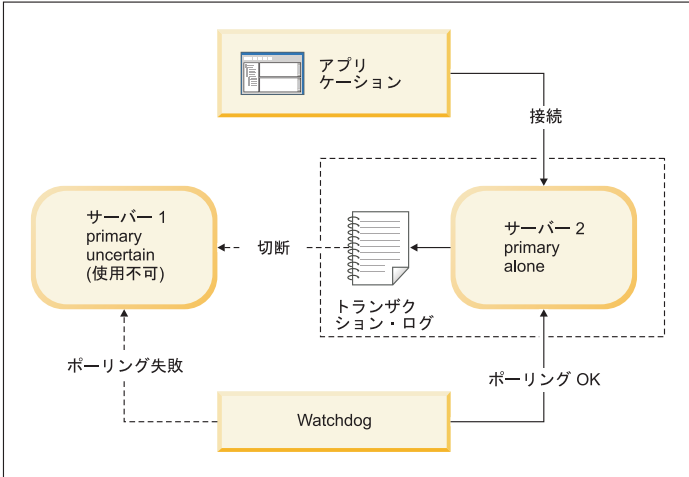 アプリ
ケーション
接続
サーバー 1
primary
uncertain
(使用不可)
切断
サーバー 2
primary
alone
トランザク
ション・ログ
ポーリング失敗
ポーリング OK
Watchdog